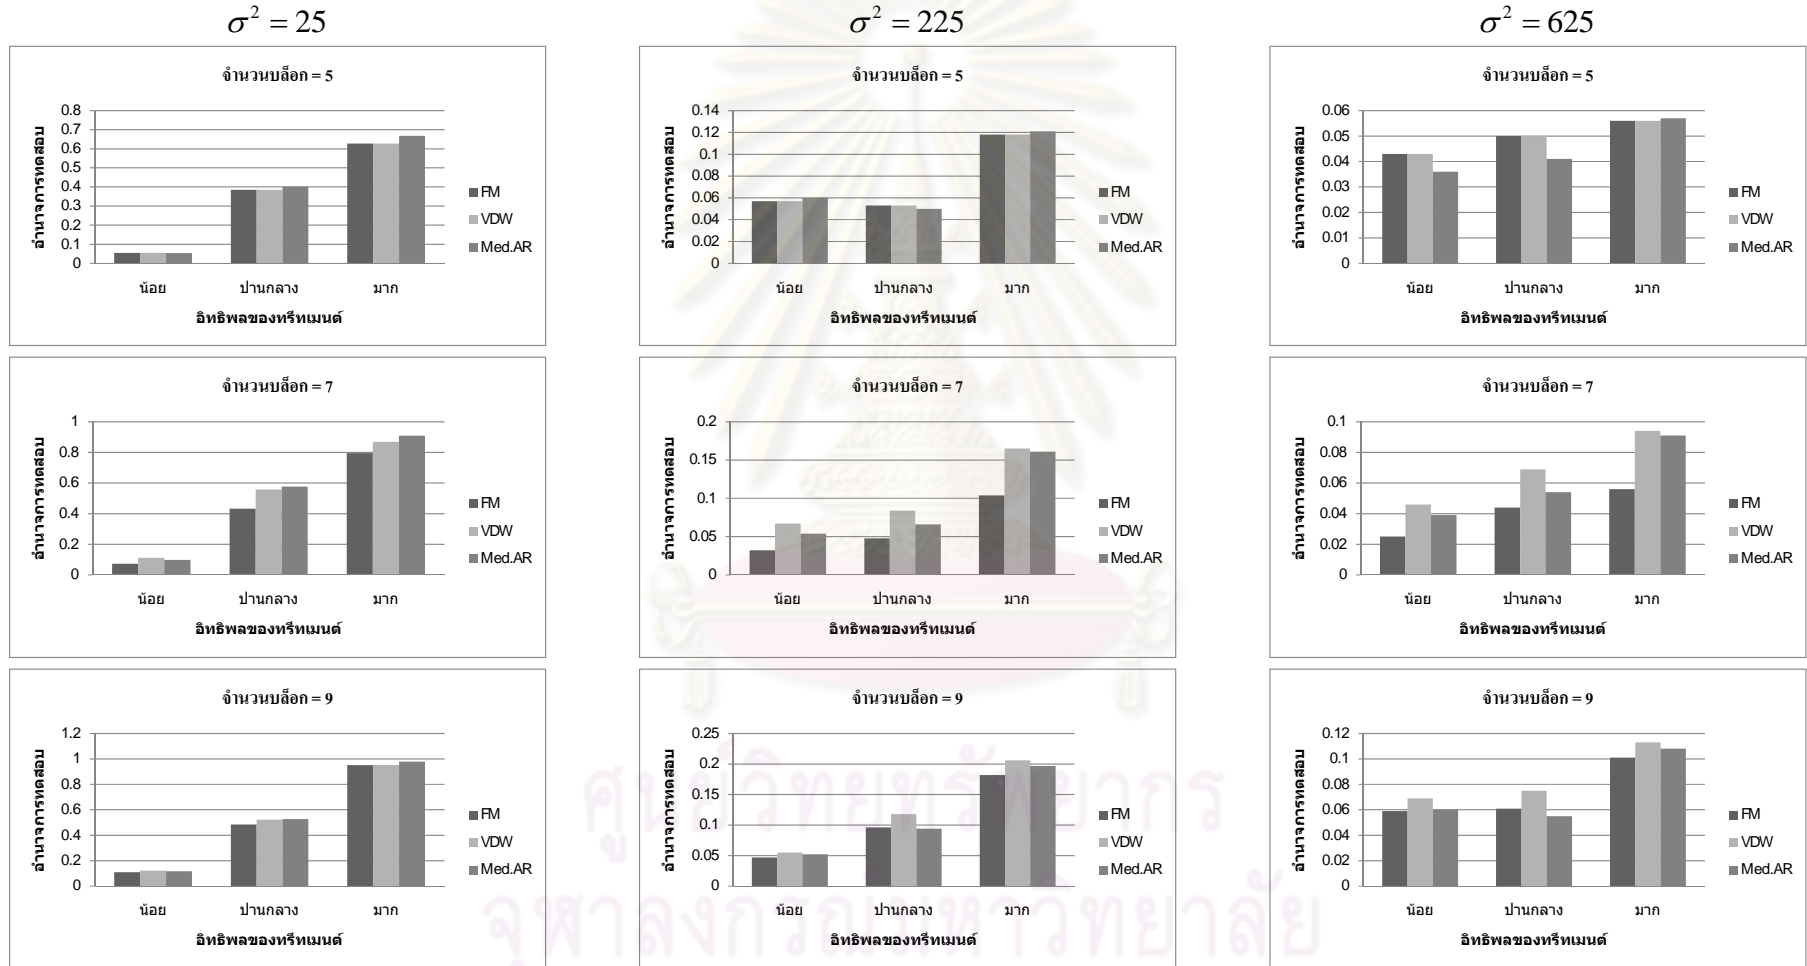 σ² = 25
σ² = 225
σ² = 625
จำนวนบล็อก = 5
อำนาจการทดสอบ
0.8
0.7
0.6
0.5
0.4
0.3
0.2
0.1
0
น้อย ปานกลาง มาก
อิทธิพลของทรีทเมนต์
FM
VDW
Med.AR
จำนวนบล็อก = 5
อำนาจการทดสอบ
0.14
0.12
0.1
0.08
0.06
0.04
0.02
0
น้อย ปานกลาง มาก
อิทธิพลของทรีทเมนต์
FM
VDW
Med.AR
จำนวนบล็อก = 5
อำนาจการทดสอบ
0.06
0.05
0.04
0.03
0.02
0.01
0
น้อย ปานกลาง มาก
อิทธิพลของทรีทเมนต์
FM
VDW
Med.AR
จำนวนบล็อก = 7
อำนาจการทดสอบ
1
0.8
0.6
0.4
0.2
0
น้อย ปานกลาง มาก
อิทธิพลของทรีทเมนต์
FM
VDW
Med.AR
จำนวนบล็อก = 7
อำนาจการทดสอบ
0.2
0.15
0.1
0.05
0
น้อย ปานกลาง มาก
อิทธิพลของทรีทเมนต์
FM
VDW
Med.AR
จำนวนบล็อก = 7
อำนาจการทดสอบ
0.1
0.08
0.06
0.04
0.02
0
น้อย ปานกลาง มาก
อิทธิพลของทรีทเมนต์
FM
VDW
Med.AR
จำนวนบล็อก = 9
อำนาจการทดสอบ
1.2
1
0.8
0.6
0.4
0.2
0
น้อย ปานกลาง มาก
อิทธิพลของทรีทเมนต์
FM
VDW
Med.AR
จำนวนบล็อก = 9
อำนาจการทดสอบ
0.25
0.2
0.15
0.1
0.05
0
น้อย ปานกลาง มาก
อิทธิพลของทรีทเมนต์
FM
VDW
Med.AR
จำนวนบล็อก = 9
อำนาจการทดสอบ
0.12
0.1
0.08
0.06
0.04
0.02
0
น้อย ปานกลาง มาก
อิทธิพลของทรีทเมนต์
FM
VDW
Med.AR
ศูนย์วิทยทรัพยากร
จุฬาลงกรณ์มหาวิทยาลัย